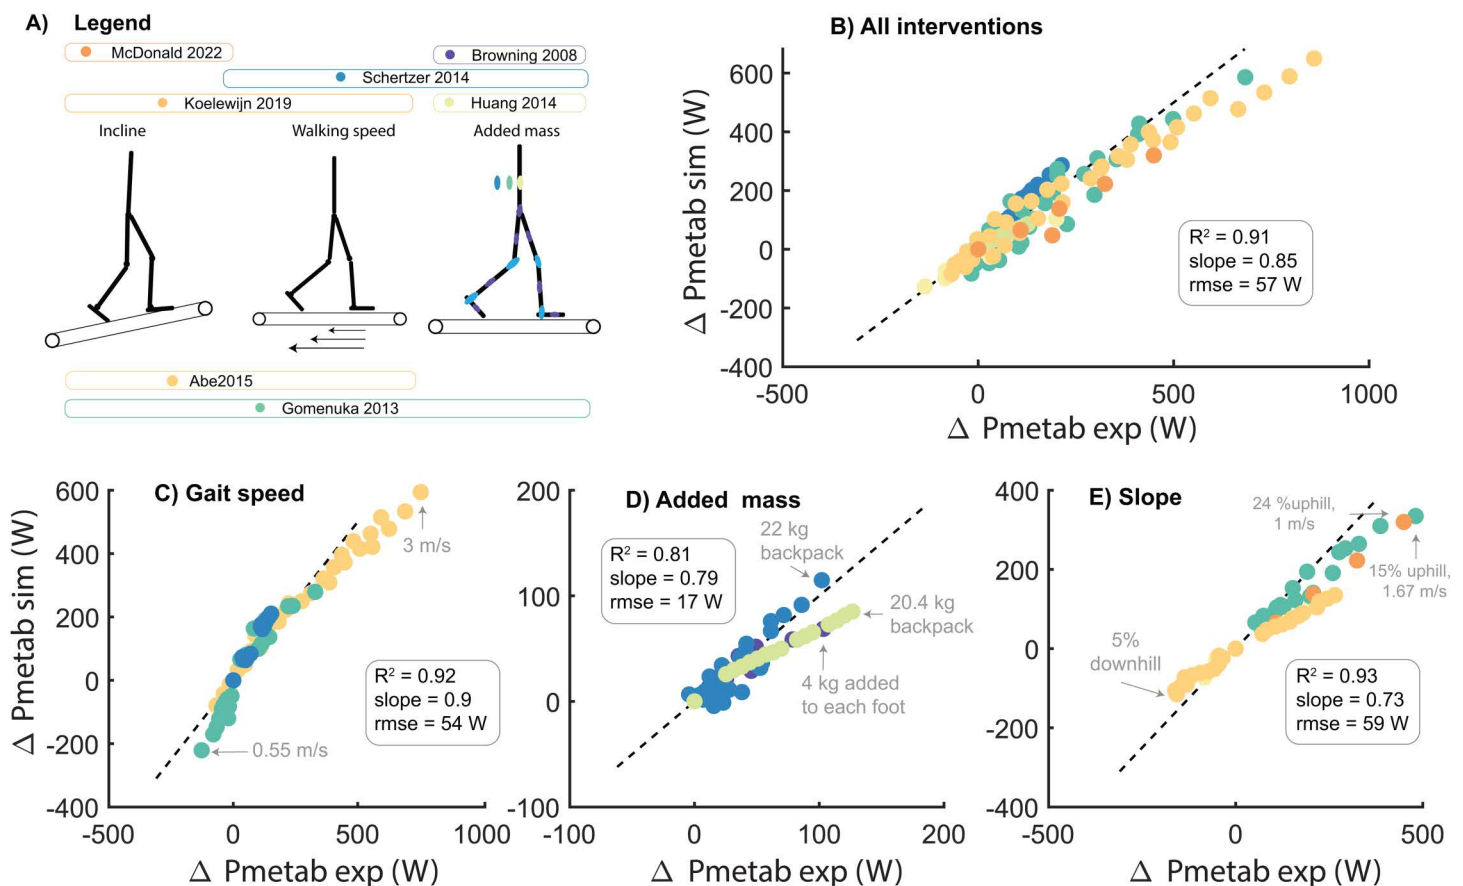 A) Legend
McDonald 2022
Browning 2008
Schertzer 2014
Koelewijn 2019
Huang 2014
Incline
Walking speed
Added mass
Abe2015
Gomenuka 2013
B) All interventions
Δ Pmetab sim (W)
600
400
200
0
-200
-400
-500
0
500
1000
Δ Pmetab exp (W)
R² = 0.91
slope = 0.85
rmse = 57 W
C) Gait speed
Δ Pmetab sim (W)
600
400
200
0
-200
-400
-500
0
500
1000
Δ Pmetab exp (W)
3 m/s
0.55 m/s
R² = 0.92
slope = 0.9
rmse = 54 W
D) Added mass
200
100
0
-100
-100
0
100
200
Δ Pmetab exp (W)
R² = 0.81
slope = 0.79
rmse = 17 W
22 kg
backpack
20.4 kg
backpack
4 kg added
to each foot
E) Slope
400
200
0
-200
-400
-500
0
500
Δ Pmetab exp (W)
24 %uphill,
1 m/s
15% uphill,
1.67 m/s
5%
downhill
R² = 0.93
slope = 0.73
rmse = 59 W